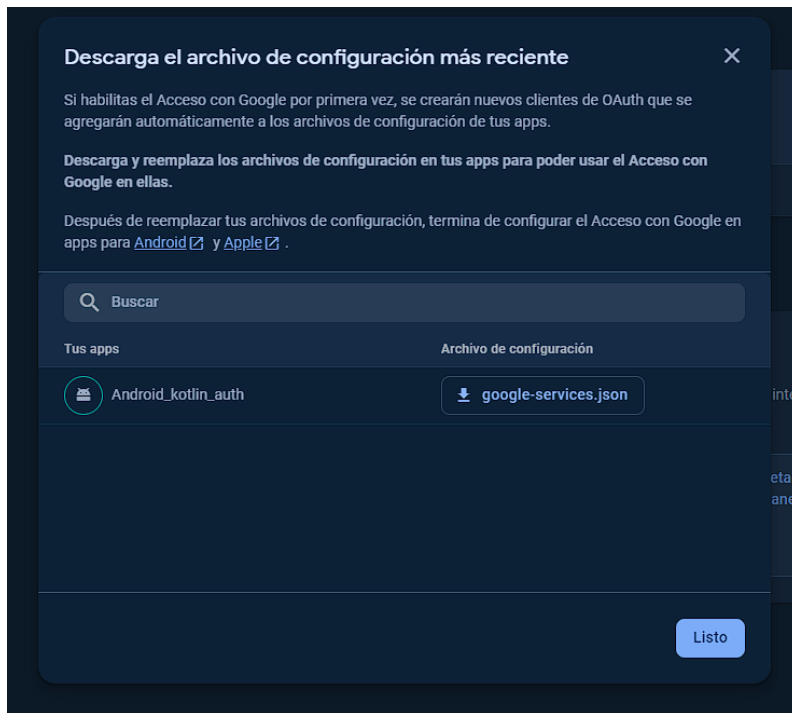 Descarga el archivo de configuración más reciente
Si habilitas el Acceso con Google por primera vez, se crearán nuevos clientes de OAuth que se
agregarán automáticamente a los archivos de configuración de tus apps.
Descarga y reemplaza los archivos de configuración en tus apps para poder usar el Acceso con
Google en ellas.
Después de reemplazar tus archivos de configuración, termina de configurar el Acceso con Google en
apps para Android y Apple .
Buscar
Tus apps Archivo de configuración
Android_kotlin_auth google-services.json
Listo